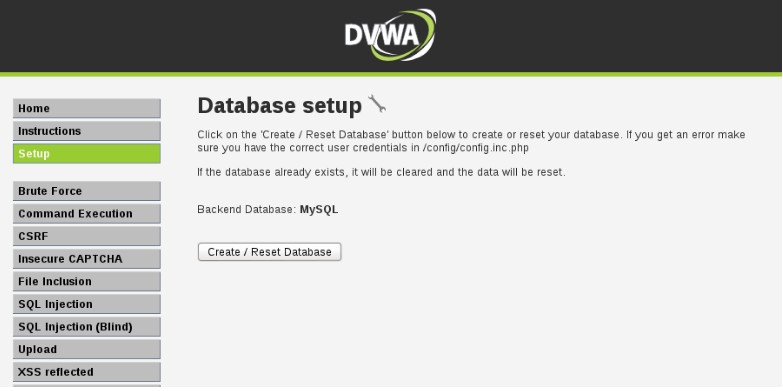 DVWA
Home
Instructions
Setup
Brute Force
Command Execution
CSRF
Insecure CAPTCHA
File Inclusion
SQL Injection
SQL Injection (Blind)
Upload
XSS reflected
Database setup
Click on the 'Create / Reset Database' button below to create or reset your database. If you get an error make
sure you have the correct user credentials in /config/config.inc.php
If the database already exists, it will be cleared and the data will be reset.
Backend Database: MySQL
Create / Reset Database